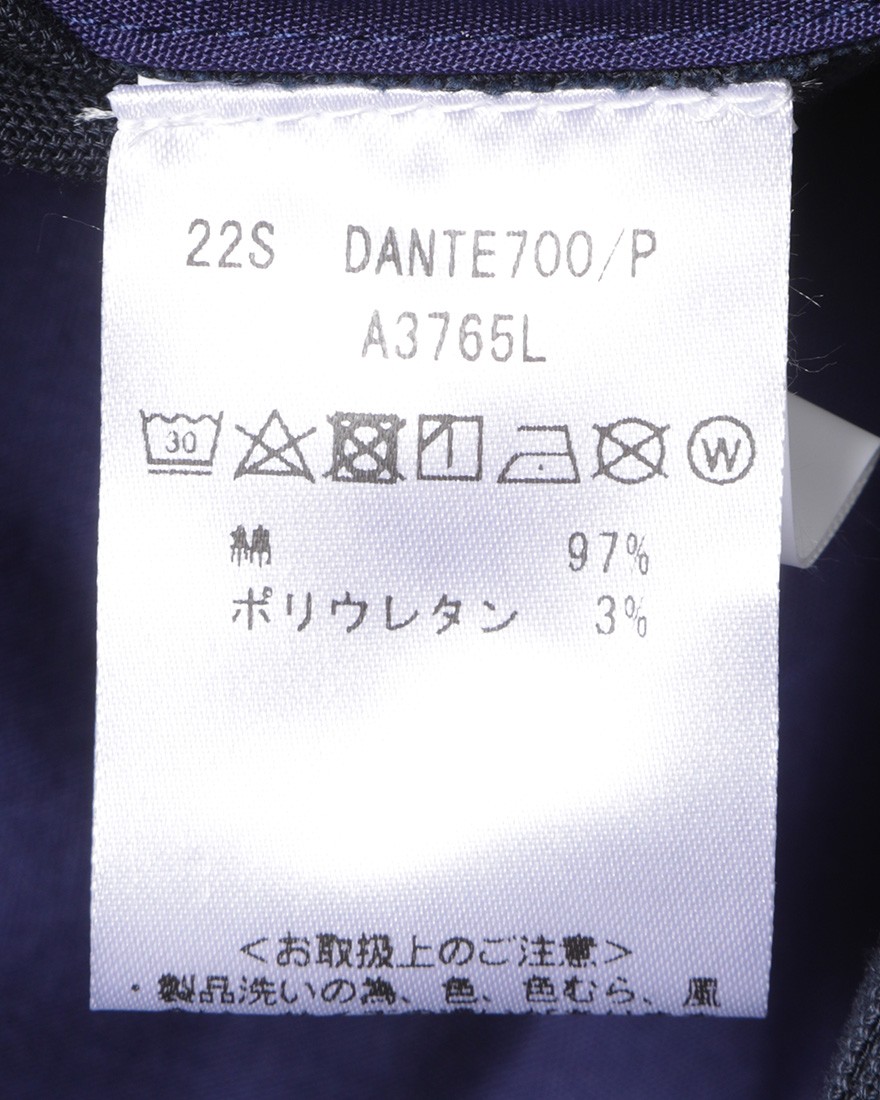 22S DANTE700/P
A3765L
30 W
綿 97%
ポリウレタン 3%
<お取扱上のご注意>
・製品洗いの為、色、色むら、風